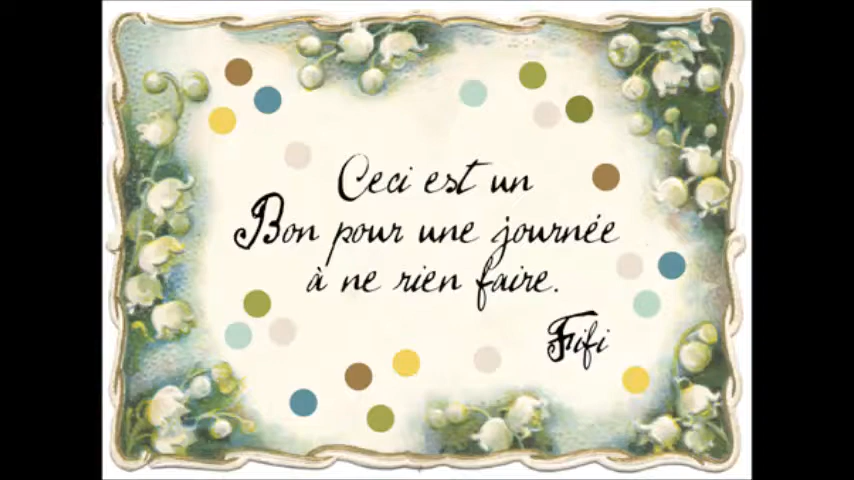 Ceci est un
Bon pour une journée
à ne rien faire.
Fifi